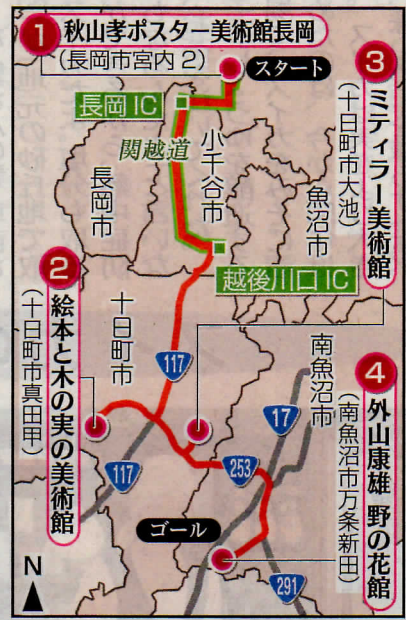 1 秋山孝ポスター美術館長岡
(長岡市宮内2)
スタート
長岡IC
関越道
小千谷市
長岡市
魚沼市
3 ミティラー美術館
(十日町市大池)
越後川口IC
2 絵本と木の実の美術館
(十日町市真田甲)
十日町市
117
南魚沼市
17
4 外山康雄 野の花館
(南魚沼市万条新田)
117
253
ゴール
291
N